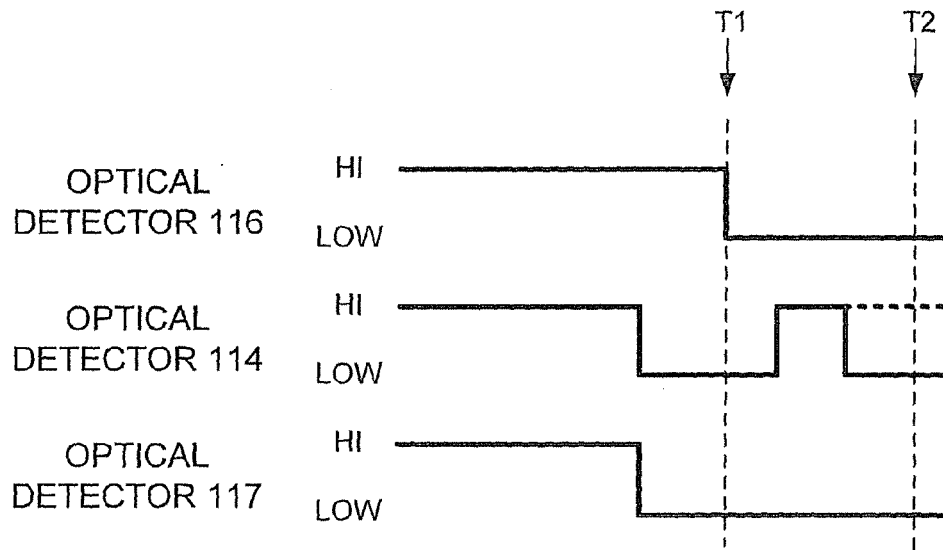 T1 T2
OPTICAL
DETECTOR 116
HI
LOW
OPTICAL
DETECTOR 114
HI
LOW
OPTICAL
DETECTOR 117
HI
LOW